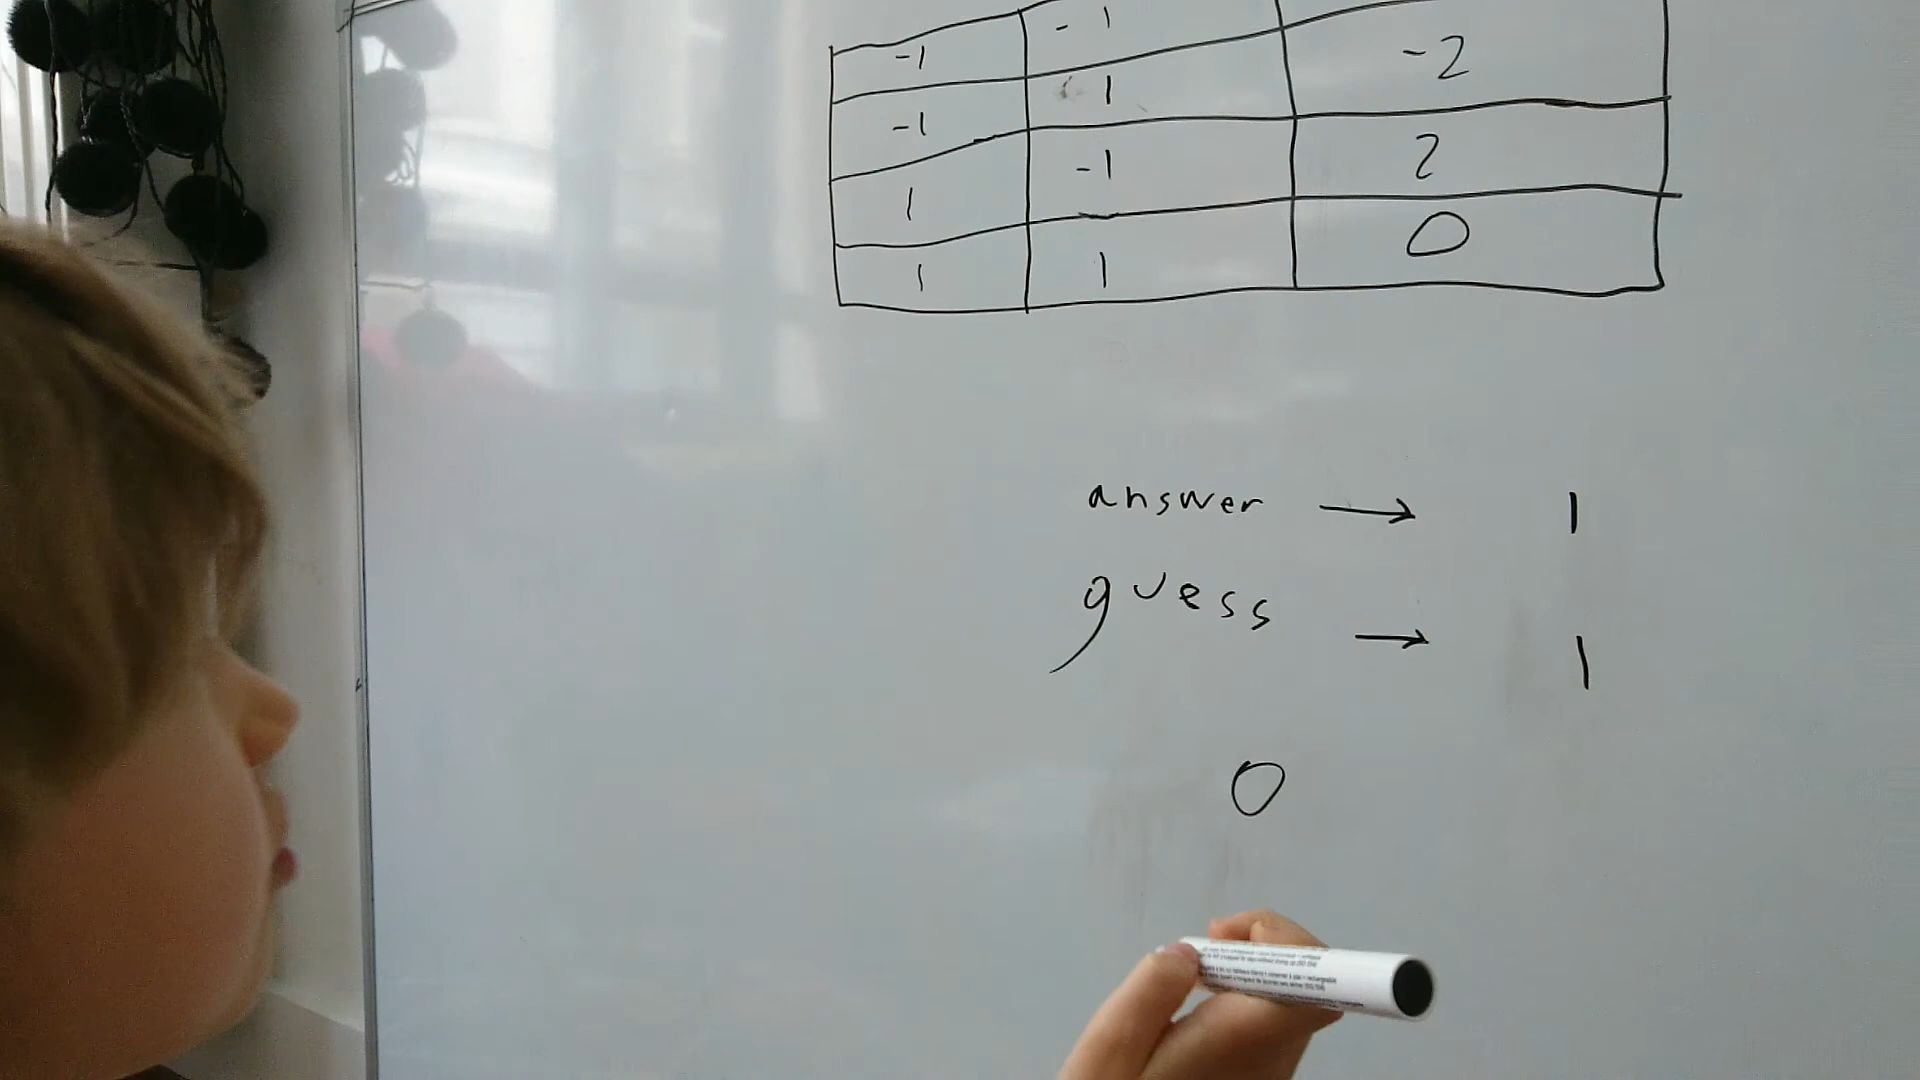 -1 -1
-1 1 -2
1 -1 2
1 1 0
answer → 1
guess → 1
0